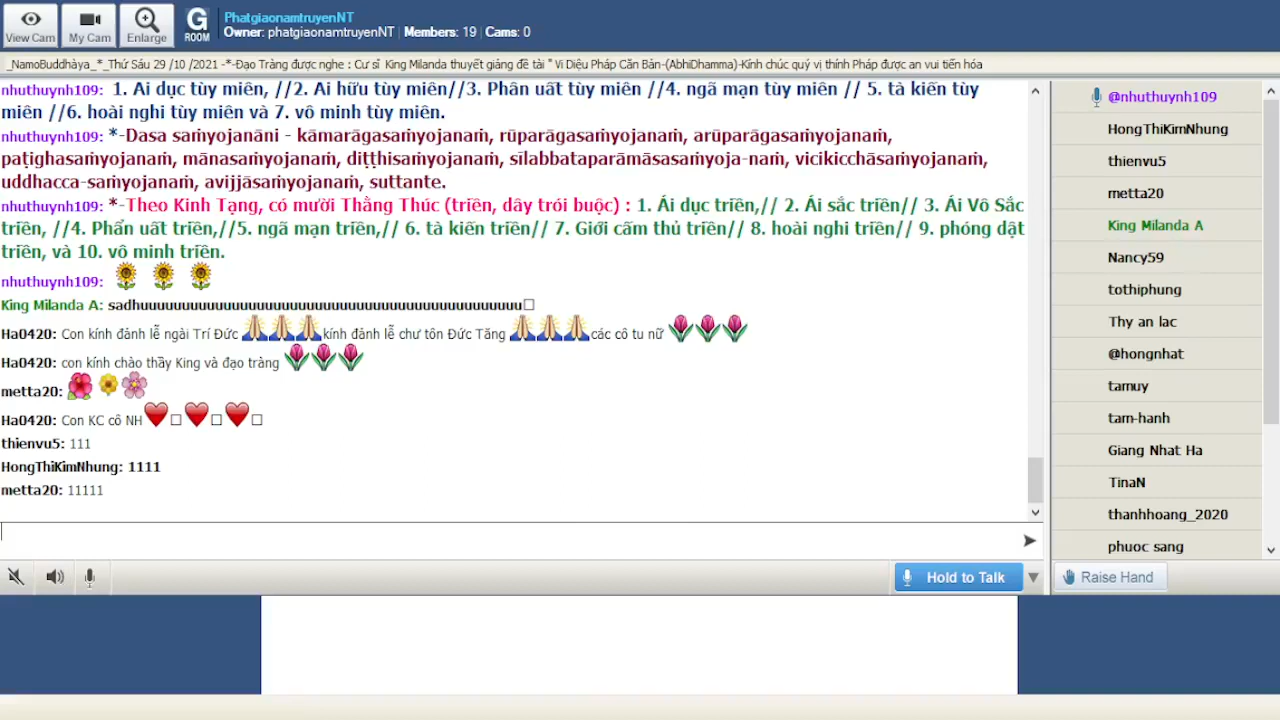 View Cam
My Cam
Enlarge
G
ROOM
PhatgiaonamtruyenNT
Owner: phatgiaonamtruyenNT | Members: 19 | Cams: 0
_NamoBuddhàya_*_Thứ Sáu 29 /10 /2021 -*-Đạo Tràng được nghe : Cư sĩ King Milanda thuyết giảng đề tài " Vi Diệu Pháp Căn Bản-(AbhiDhamma)-Kính chúc quý vị thính Pháp được an vui tiến hóa
nhuthuynh109: 1. Ai dục tùy miên, //2. Ai hữu tùy miên//3. Phân uất tùy miên //4. ngã mạn tùy miên // 5. tà kiến tùy
miên //6. hoài nghi tùy miên và 7. vô minh tùy miên.
nhuthuynh109: *-Dasa saṁyojanāni - kāmarāgasaṁyojanaṁ, rūparāgasaṁyojanaṁ, arūparāgasaṁyojanaṁ,
paṭighasaṁyojanaṁ, mānasaṁyojanaṁ, diṭṭhisaṁyojanaṁ, sīlabbataparāmāsasaṁyoja-naṁ, vicikicchāsaṁyojanaṁ,
uddhacca-saṁyojanaṁ, avijjāsaṁyojanaṁ, suttante.
nhuthuynh109: *-Theo Kinh Tạng, có mười Thằng Thúc (triền, dây trói buộc) : 1. Ái dục triền,// 2. Ái sắc triền// 3. Ái Vô Sắc
triền, //4. Phẩn uất triền,//5. ngã mạn triền,// 6. tà kiến triền// 7. Giới cấm thủ triền// 8. hoài nghi triền// 9. phóng dật
triền, và 10. vô minh triền.
nhuthuynh109:
King Milanda A: sadhuuuuuuuuuuuuuuuuuuuuuuuuuuuuuuuuuuuuuuuuuuuuuuu
Ha0420: Con kính đảnh lễ ngài Trí Đức kính đảnh lễ chư tôn Đức Tăng các cô tu nữ
Ha0420: con kính chào thầy King và đạo tràng
metta20:
Ha0420: Con KC cô NH
thienvu5: 111
HongThiKimNhung: 1111
metta20: 11111
Hold to Talk
@nhuthuynh109
HongThiKimNhung
thienvu5
metta20
King Milanda A
Nancy59
tothiphung
Thy an lac
@hongnhat
tamuy
tam-hanh
Giang Nhat Ha
TinaN
thanhhoang_2020
phuoc sang
Raise Hand